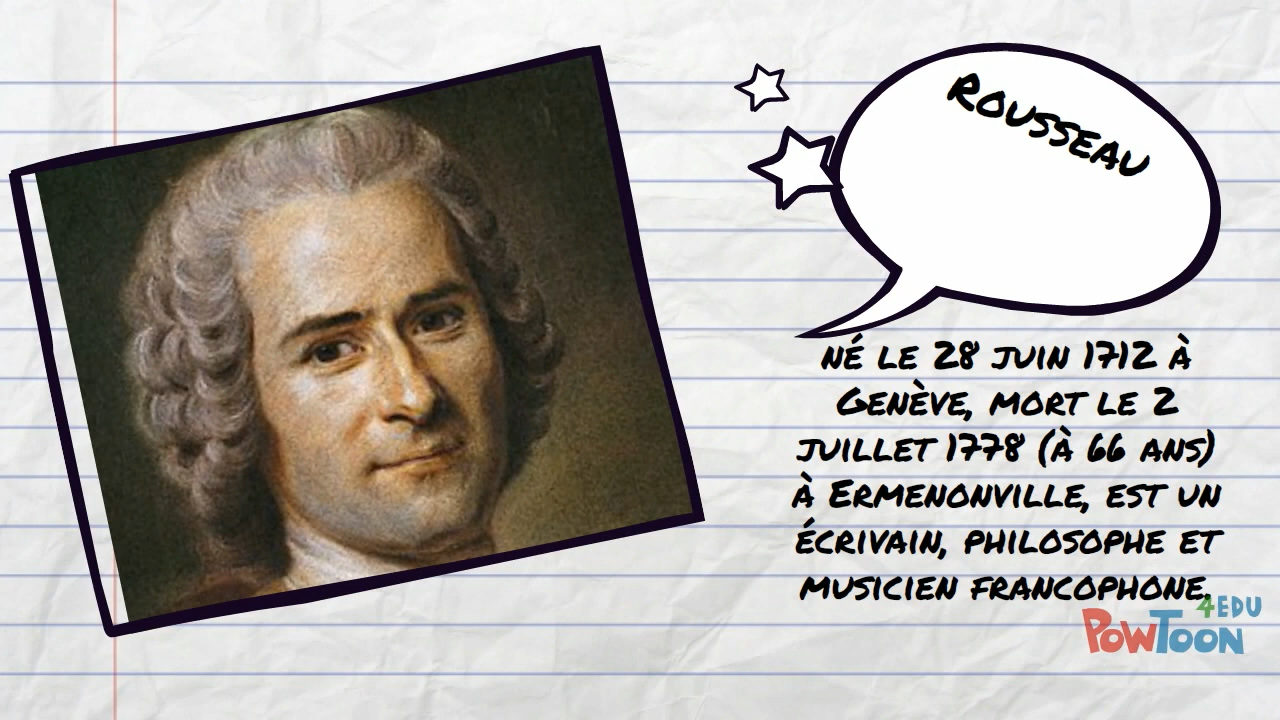 Rousseau
né le 28 juin 1712 à
Genève, mort le 2
juillet 1778 (à 66 ans)
à Ermenonville, est un
écrivain, philosophe et
musicien francophone.
4EDU
PowToon